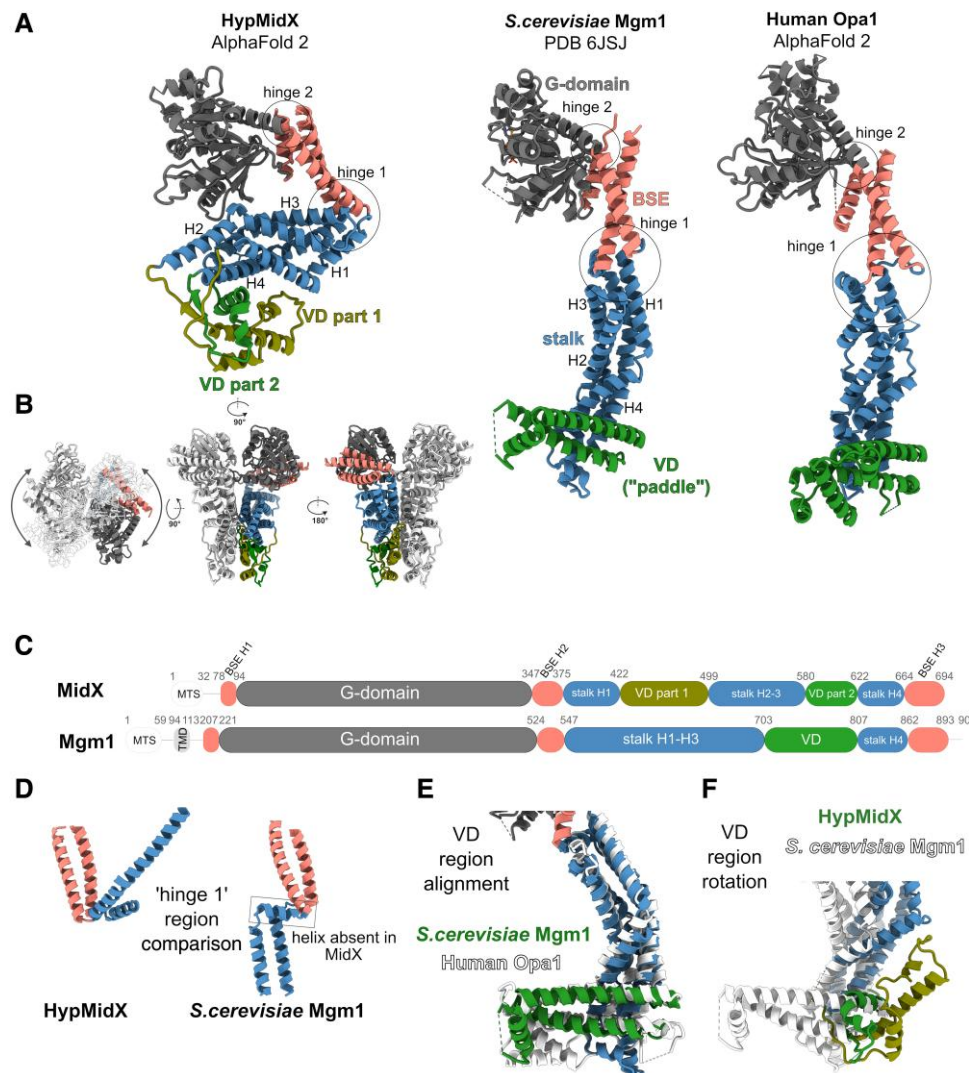 A
HypMidX
AlphaFold 2
S.cerevisiae Mgm1
PDB 6JSJ
Human Opa1
AlphaFold 2
hinge 2
hinge 1
H3
H2
H1
H4
VD part 1
VD part 2
G-domain
hinge 2
BSE
hinge 1
H3
H1
stalk
H2
H4
VD
("paddle")
hinge 2
hinge 1
B
90°
90°
180°
C
MidX
1 32 78 94 347 375 422 499 580 622 664 694
BSE H1 BSE H2 BSE H3
MTS G-domain stalk H1 VD part 1 stalk H2-3 VD part 2 stalk H4
Mgm1
1 59 94 113 207 221 524 547 703 807 862 893 90
MTS TMD G-domain stalk H1-H3 VD stalk H4
D
'hinge 1'
region
comparison
helix absent in
MidX
HypMidX
S.cerevisiae Mgm1
E
VD
region
alignment
S.cerevisiae Mgm1
Human Opa1
F
HypMidX
S. cerevisiae Mgm1
VD
region
rotation